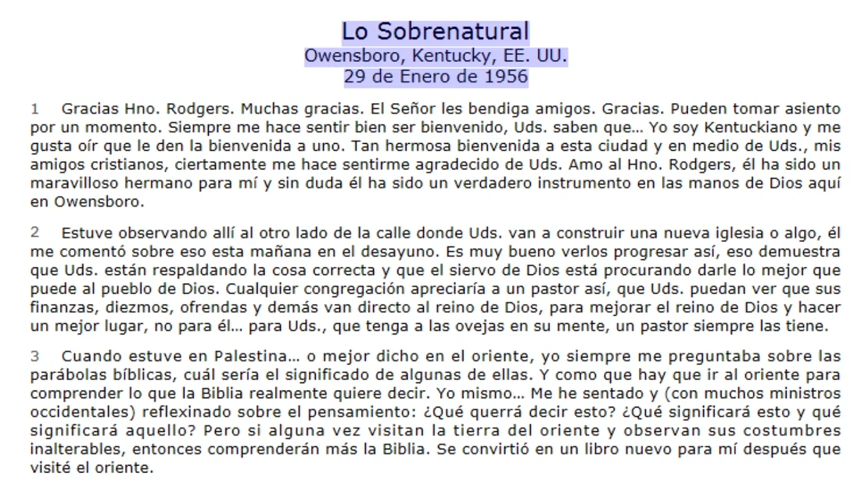 Lo Sobrenatural
Owensboro, Kentucky, EE. UU.
29 de Enero de 1956
1 Gracias Hno. Rodgers. Muchas gracias. El Señor les bendiga amigos. Gracias. Pueden tomar asiento
por un momento. Siempre me hace sentir bien ser bienvenido, Uds. saben que... Yo soy Kentuckiano y me
gusta oír que le den la bienvenida a uno. Tan hermosa bienvenida a esta ciudad y en medio de Uds., mis
amigos cristianos, ciertamente me hace sentirme agradecido de Uds. Amo al Hno. Rodgers, él ha sido un
maravilloso hermano para mí y sin duda él ha sido un verdadero instrumento en las manos de Dios aquí
en Owensboro.
2 Estuve observando allí al otro lado de la calle donde Uds. van a construir una nueva iglesia o algo, él
me comentó sobre eso esta mañana en el desayuno. Es muy bueno verlos progresar así, eso demuestra
que Uds. están respaldando la cosa correcta y que el siervo de Dios está procurando darle lo mejor que
puede al pueblo de Dios. Cualquier congregación apreciaría a un pastor así, que Uds. puedan ver que sus
finanzas, diezmos, ofrendas y demás van directo al reino de Dios, para mejorar el reino de Dios y hacer
un mejor lugar, no para él... para Uds., que tenga a las ovejas en su mente, un pastor siempre las tiene.
3 Cuando estuve en Palestina... o mejor dicho en el oriente, yo siempre me preguntaba sobre las
parábolas bíblicas, cuál sería el significado de algunas de ellas. Y como que hay que ir al oriente para
comprender lo que la Biblia realmente quiere decir. Yo mismo... Me he sentado y (con muchos ministros
occidentales) reflexinado sobre el pensamiento: ¿Qué querrá decir esto? ¿Qué significará esto y qué
significará aquello? Pero si alguna vez visitan la tierra del oriente y observan sus costumbres
inalterables, entonces comprenderán más la Biblia. Se convirtió en un libro nuevo para mí después que
visité el oriente.